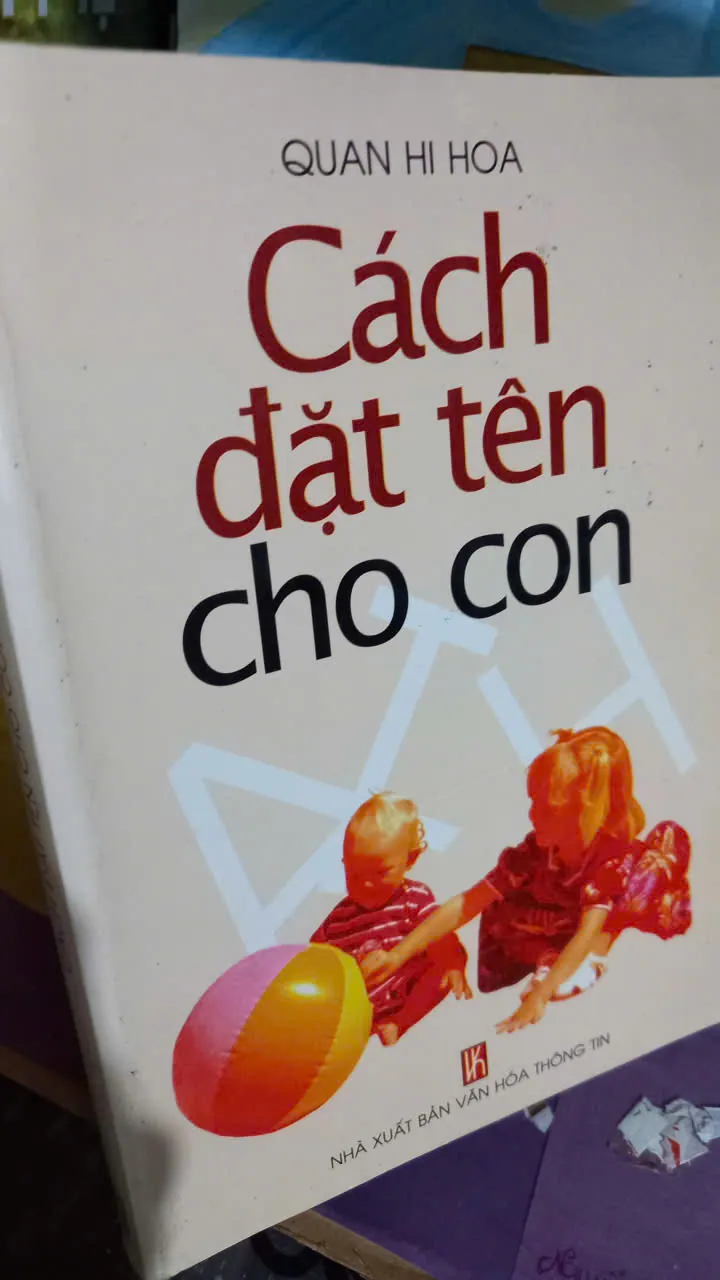 QUAN HI HOA
Cách
đặt tên
cho con
A I H
NHÀ XUẤT BẢN VĂN HÓA THÔNG TIN